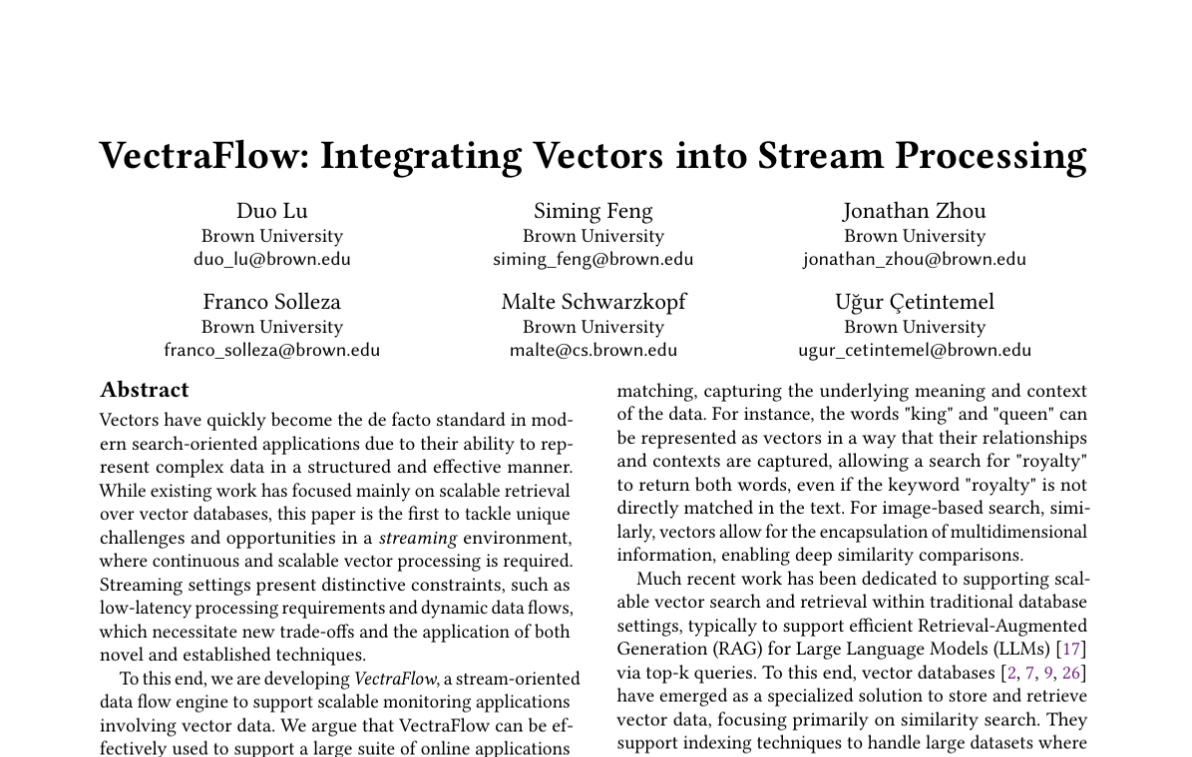 VectraFlow: Integrating Vectors into Stream Processing
Duo Lu
Brown University
duo_lu@brown.edu
Siming Feng
Brown University
siming_feng@brown.edu
Jonathan Zhou
Brown University
jonathan_zhou@brown.edu
Franco Solleza
Brown University
franco_solleza@brown.edu
Malte Schwarzkopf
Brown University
malte@cs.brown.edu
Uğur Çetintemel
Brown University
ugur_cetintemel@brown.edu
Abstract
Vectors have quickly become the de facto standard in mod-
ern search-oriented applications due to their ability to rep-
resent complex data in a structured and effective manner.
While existing work has focused mainly on scalable retrieval
over vector databases, this paper is the first to tackle unique
challenges and opportunities in a streaming environment,
where continuous and scalable vector processing is required.
Streaming settings present distinctive constraints, such as
low-latency processing requirements and dynamic data flows,
which necessitate new trade-offs and the application of both
novel and established techniques.
To this end, we are developing VectraFlow, a stream-oriented
data flow engine to support scalable monitoring applications
involving vector data. We argue that VectraFlow can be ef-
fectively used to support a large suite of online applications
matching, capturing the underlying meaning and context
of the data. For instance, the words "king" and "queen" can
be represented as vectors in a way that their relationships
and contexts are captured, allowing a search for "royalty"
to return both words, even if the keyword "royalty" is not
directly matched in the text. For image-based search, simi-
larly, vectors allow for the encapsulation of multidimensional
information, enabling deep similarity comparisons.
Much recent work has been dedicated to supporting scal-
able vector search and retrieval within traditional database
settings, typically to support efficient Retrieval-Augmented
Generation (RAG) for Large Language Models (LLMs) [17]
via top-k queries. To this end, vector databases [2, 7, 9, 26]
have emerged as a specialized solution to store and retrieve
vector data, focusing primarily on similarity search. They
support indexing techniques to handle large datasets where